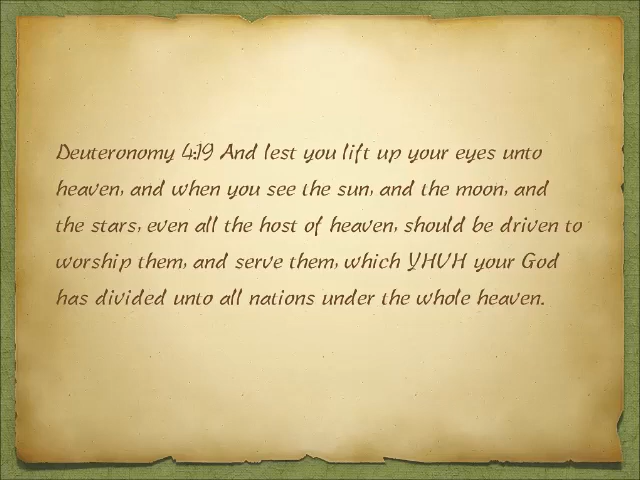 Deuteronomy 4:19 And lest you lift up your eyes unto
heaven, and when you see the sun, and the moon, and
the stars, even all the host of heaven, should be driven to
worship them, and serve them, which YHVH your God
has divided unto all nations under the whole heaven.